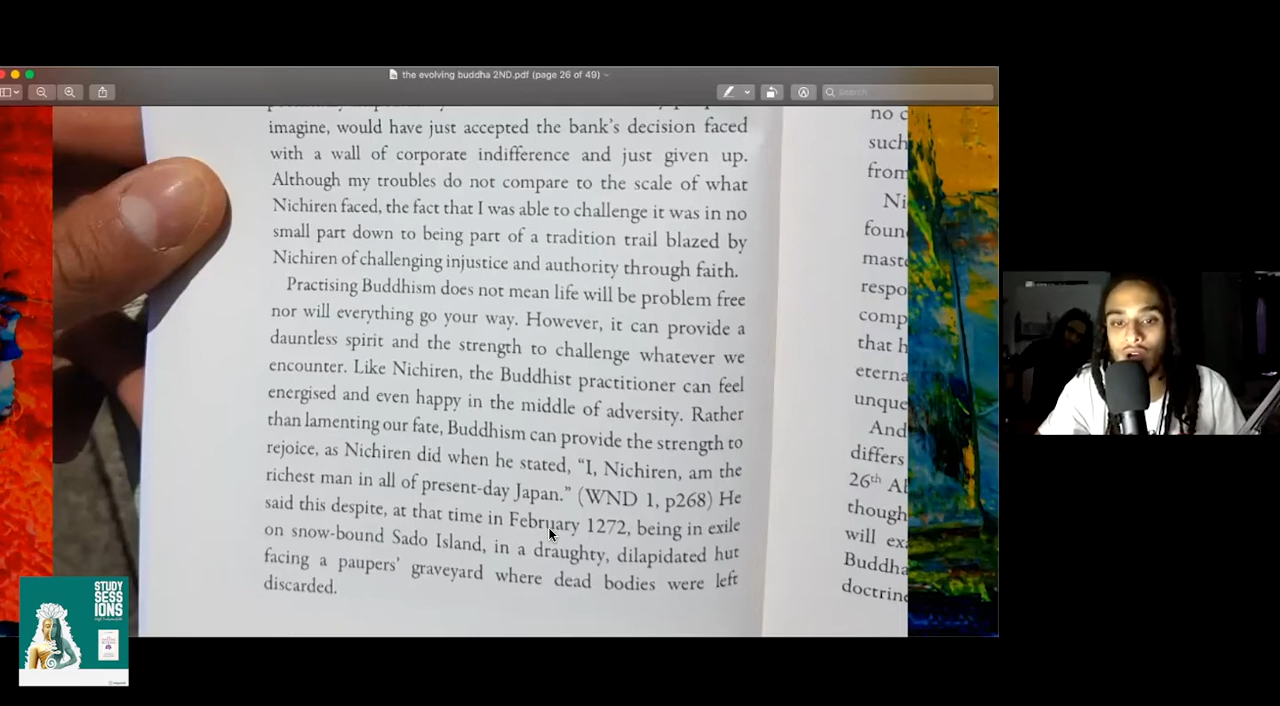 the evolving buddha 2ND.pdf (page 26 of 49)
Search
imagine, would have just accepted the bank's decision faced
with a wall of corporate indifference and just given up.
Although my troubles do not compare to the scale of what
Nichiren faced, the fact that I was able to challenge it was in no
small part down to being part of a tradition trail blazed by
Nichiren of challenging injustice and authority through faith.
Practising Buddhism does not mean life will be problem free
nor will everything go your way. However, it can provide a
dauntless spirit and the strength to challenge whatever we
encounter. Like Nichiren, the Buddhist practitioner can feel
energised and even happy in the middle of adversity. Rather
than lamenting our fate, Buddhism can provide the strength to
rejoice, as Nichiren did when he stated, “I, Nichiren, am the
richest man in all of present-day Japan.” (WND 1, p268) He
said this despite, at that time in February 1272, being in exile
on snow-bound Sado Island, in a draughty, dilapidated hut
facing a paupers' graveyard where dead bodies were left
discarded.
no c
such
from
Ni
found
maste
respo
comp
that h
eterna
unque
And
differs
26th Al
though
will exa
Buddha
doctrine
STUDY
SESS
IONS